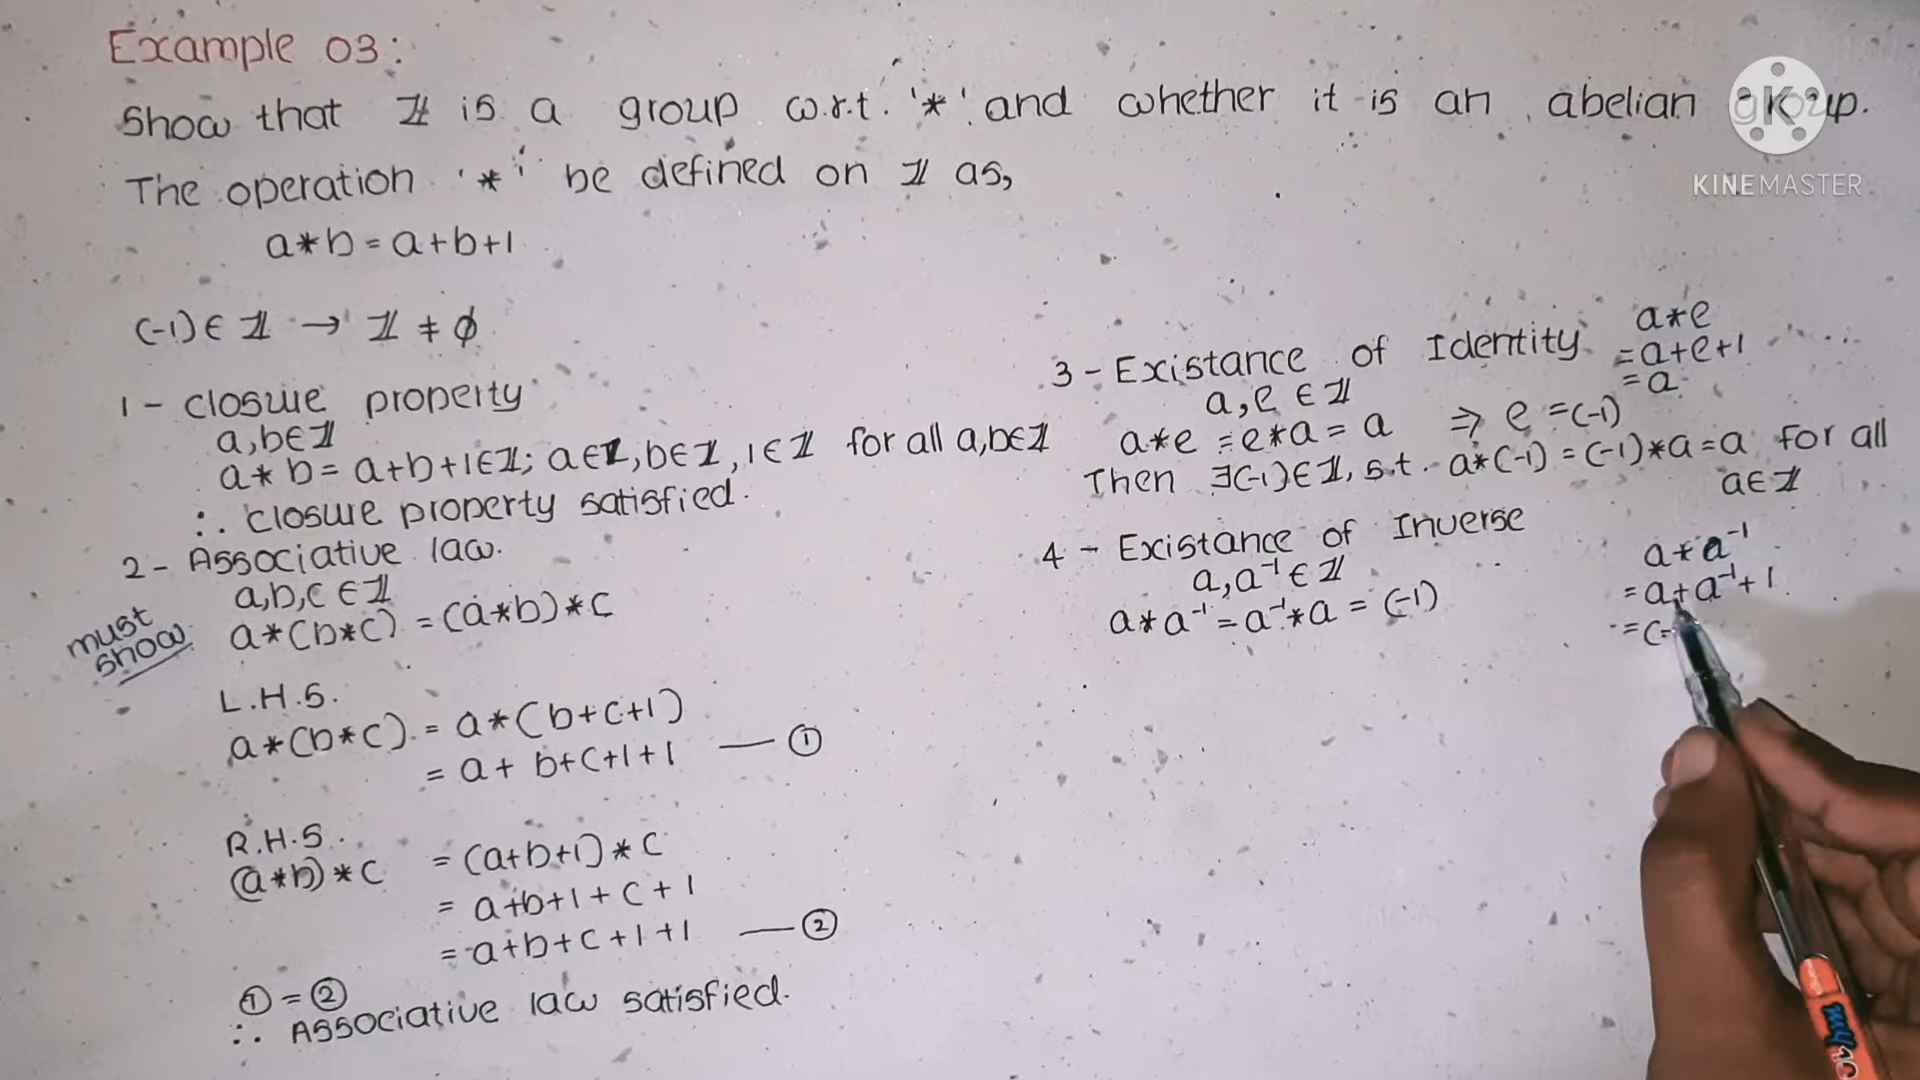 Example 03:
Show that ℤ is a group w.r.t. '*' and whether it is an abelian group.
The operation '*' be defined on ℤ as,
a*b = a+b+1
(-1) ∈ ℤ → ℤ ≠ ϕ
1 - closure property
a,b∈ℤ
a * b = a+b+1∈ℤ; a∈ℤ, b∈ℤ, 1∈ℤ for all a,b∈ℤ
∴ closure property satisfied.
2 - Associative law.
a,b,c ∈ ℤ
must show
a*(b*c) = (a*b)*c
L.H.S.
a*(b*c) = a*(b+c+1)
= a+ b+c+1+1 — ①
R.H.S.
(a*b)*c = (a+b+1)*c
= a+b+1+c+1
= a+b+c+1+1 — ②
① = ②
∴ Associative law satisfied.
3 - Existance of Identity
a,e ∈ ℤ
a*e = e*a = a ⇒ e = (-1)
a*e
= a+e+1
= a
Then ∃(-1)∈ℤ, s.t. a*(-1) = (-1)*a = a for all
a∈ℤ
4 - Existance of Inverse
a,a⁻¹∈ℤ
a*a⁻¹ = a⁻¹*a = (-1)
a*a⁻¹
= a+a⁻¹+1
= (-
KINEMASTER
my